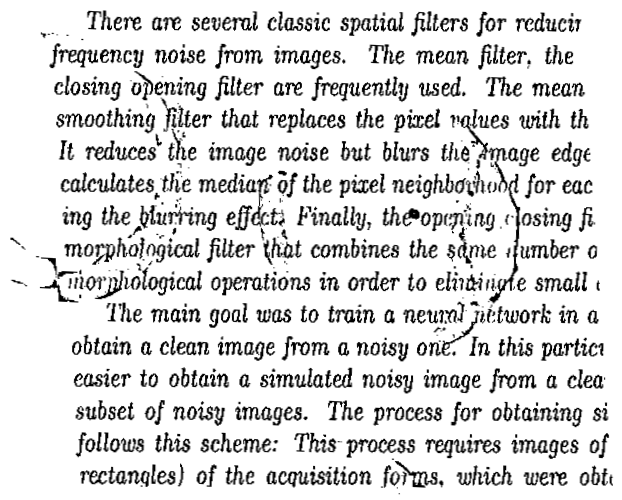 There are several classic spatial filters for reducin
frequency noise from images. The mean filter, the
closing opening filter are frequently used. The mean
smoothing filter that replaces the pixel values with th
It reduces the image noise but blurs the image edge
calculates the median of the pixel neighborhood for eac
ing the blurring effect. Finally, the opening closing fi
morphological filter that combines the same number o
morphological operations in order to eliminate small
The main goal was to train a neural network in a
obtain a clean image from a noisy one. In this partic
easier to obtain a simulated noisy image from a clea
subset of noisy images. The process for obtaining si
follows this scheme: This process requires images of
rectangles) of the acquisition forms, which were obt